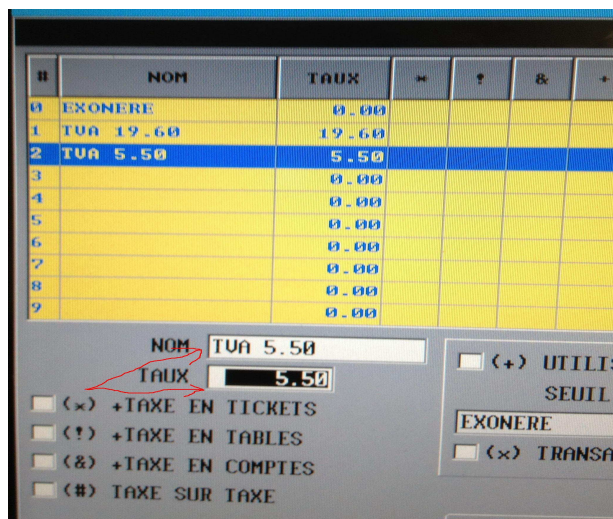 # NOM TAUX * ! & +
0 EXONERE 0.00
1 TVA 19.60 19.60
2 TVA 5.50 5.50
3 0.00
4 0.00
5 0.00
6 0.00
7 0.00
8 0.00
9 0.00
NOM TVA 5.50
TAUX 5.50
(*) +TAXE EN TICKETS
(!) +TAXE EN TABLES
(&) +TAXE EN COMPTES
(#) TAXE SUR TAXE
(+) UTILIS
SEUIL
EXONERE
(*) TRANSA